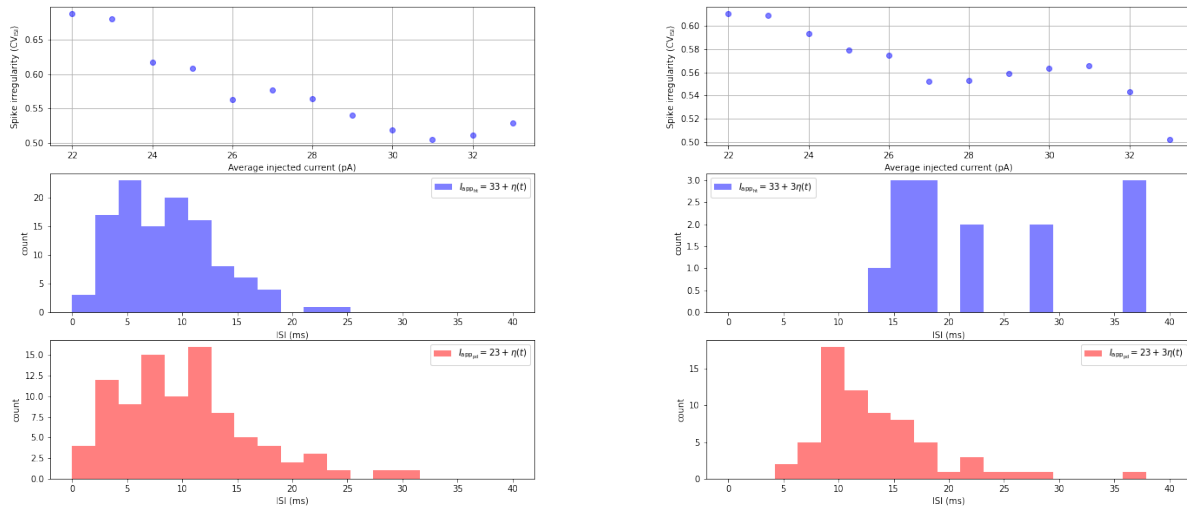 Spike irregularity (CV_ISI)
0.65
0.60
0.55
0.50
22 24 26 28 30 32
Average injected current (pA)
count
20
15
10
5
0
I_app_hi = 33 + η(t)
0 5 10 15 20 25 30 35 40
ISI (ms)
count
15.0
12.5
10.0
7.5
5.0
2.5
0.0
I_app_lo = 23 + η(t)
0 5 10 15 20 25 30 35 40
ISI (ms)
Spike irregularity (CV_ISI)
0.60
0.58
0.56
0.54
0.52
0.50
22 24 26 28 30 32
Average injected current (pA)
count
3.0
2.5
2.0
1.5
1.0
0.5
0.0
I_app_hi = 33 + 3η(t)
0 5 10 15 20 25 30 35 40
ISI (ms)
count
15
10
5
0
= 23 + 3η(t)
0 5 10 15 20 25 30 35 40
ISI (ms)